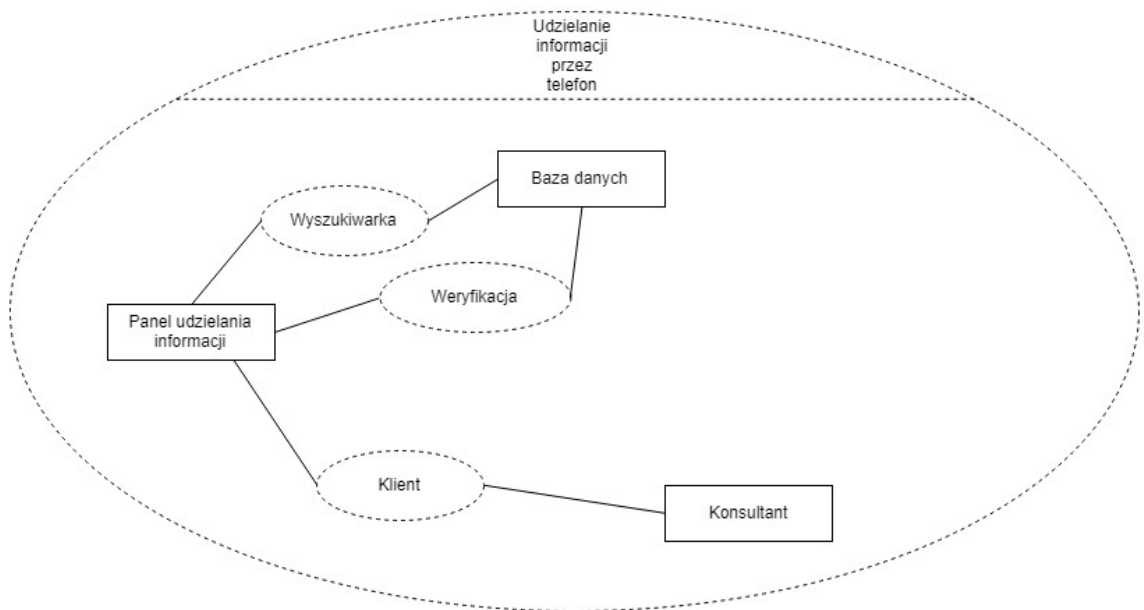 Udzielanie
informacji
przez
telefon
Baza danych
Wyszukiwarka
Weryfikacja
Panel udzielania
informacji
Klient
Konsultant